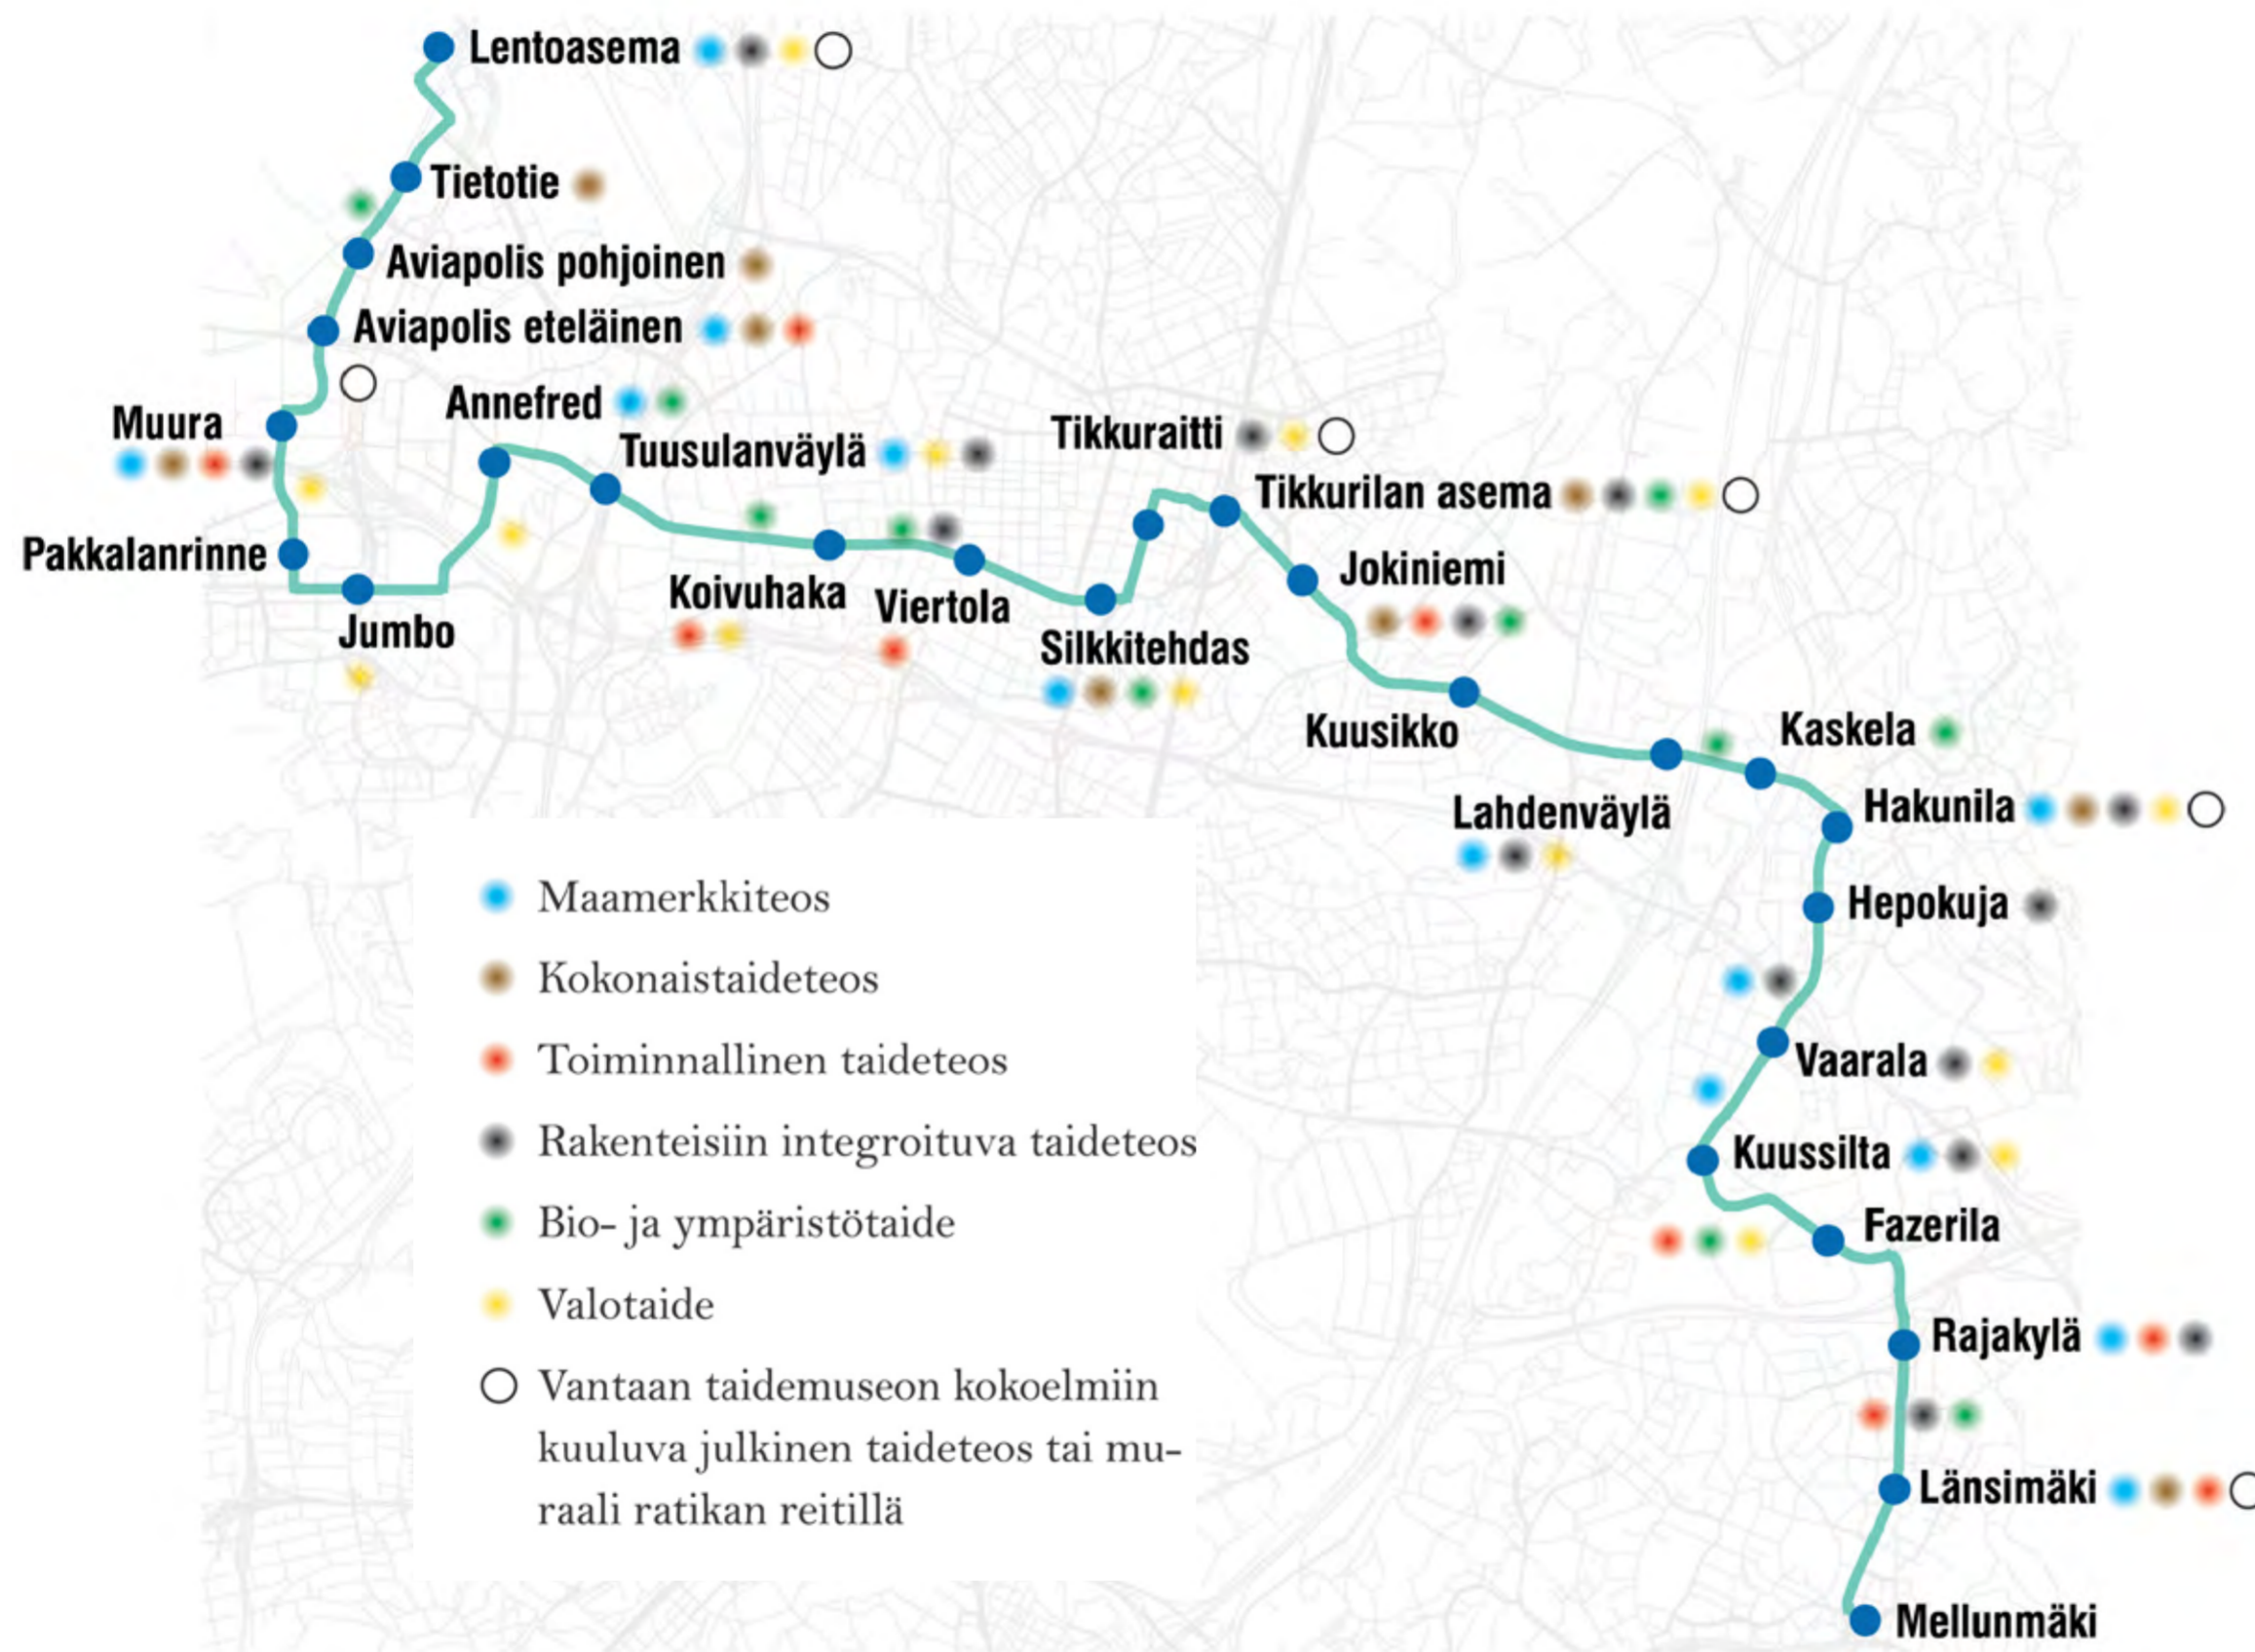 Lentoasema
Tietotie
Aviapolis pohjoinen
Aviapolis eteläinen
Annefred
Muura
Tuusulanväylä
Tikkuraitti
Tikkurilan asema
Pakkalanrinne
Jokiniemi
Koivuhaka
Viertola
Jumbo
Silkkitehdas
Kuusikko
Kaskela
Lahdenväylä
Hakunila
Hepokuja
Vaarala
Kuussilta
Fazerila
Rajakylä
Länsimäki
Mellunmäki
Maamerkkiteos
Kokonaistaideteos
Toiminnallinen taideteos
Rakenteisiin integroituva taideteos
Bio- ja ympäristötaide
Valotaide
Vantaan taidemuseon kokoelmiin
kuuluva julkinen taideteos tai mu-
raali ratikan reitillä